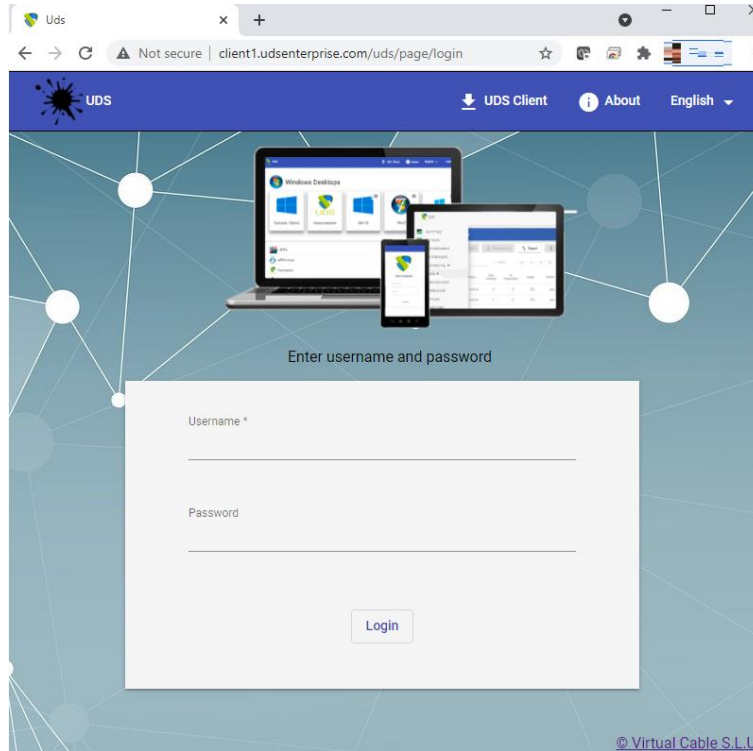 Uds
Not secure | client1.udsenterprise.com/uds/page/login
UDS
UDS Client
About
English
Windows Desktops
UDS
Enter username and password
Username *
Password
Login
© Virtual Cable S.L.U